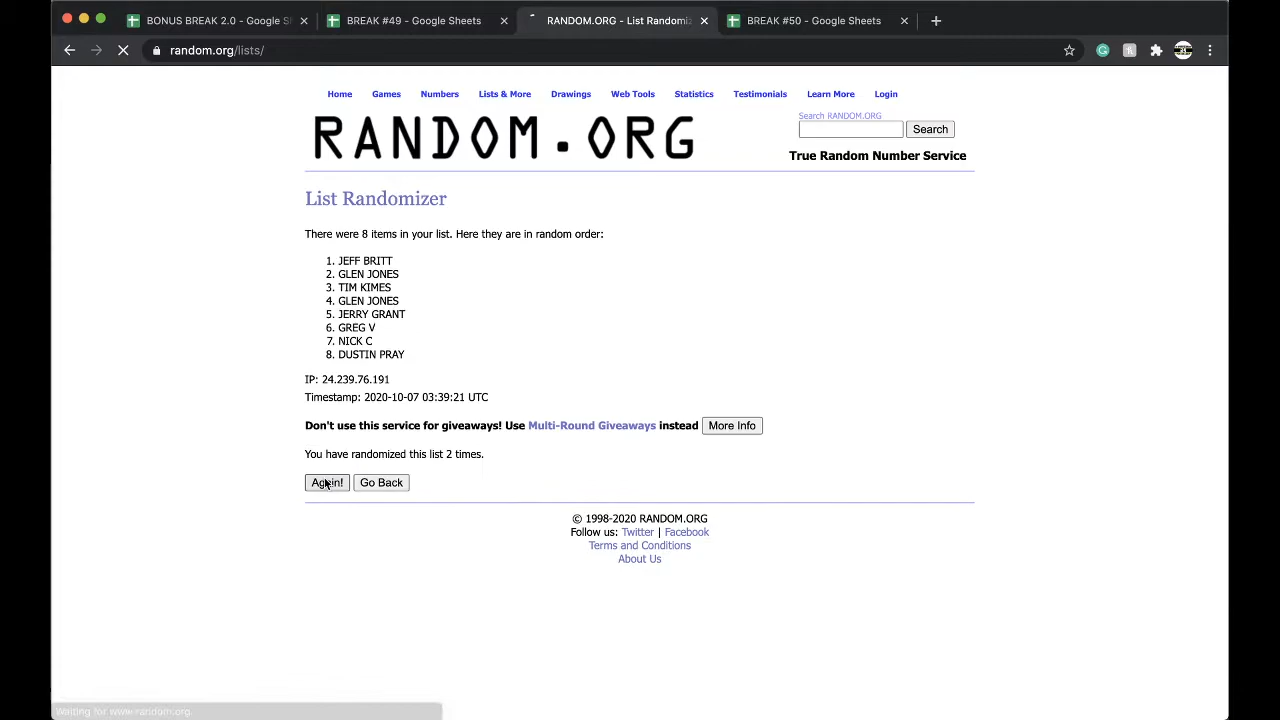 BONUS BREAK 2.0 - Google Sh
BREAK #49 - Google Sheets
RANDOM.ORG - List Randomiz
BREAK #50 - Google Sheets
random.org/lists/
Home Games Numbers Lists & More Drawings Web Tools Statistics Testimonials Learn More Login
RANDOM.ORG
Search RANDOM.ORG
Search
True Random Number Service
List Randomizer
There were 8 items in your list. Here they are in random order:
1. JEFF BRITT
2. GLEN JONES
3. TIM KIMES
4. GLEN JONES
5. JERRY GRANT
6. GREG V
7. NICK C
8. DUSTIN PRAY
IP: 24.239.76.191
Timestamp: 2020-10-07 03:39:21 UTC
Don't use this service for giveaways! Use Multi-Round Giveaways instead More Info
You have randomized this list 2 times.
Again! Go Back
© 1998-2020 RANDOM.ORG
Follow us: Twitter | Facebook
Terms and Conditions
About Us
Waiting for www.random.org.